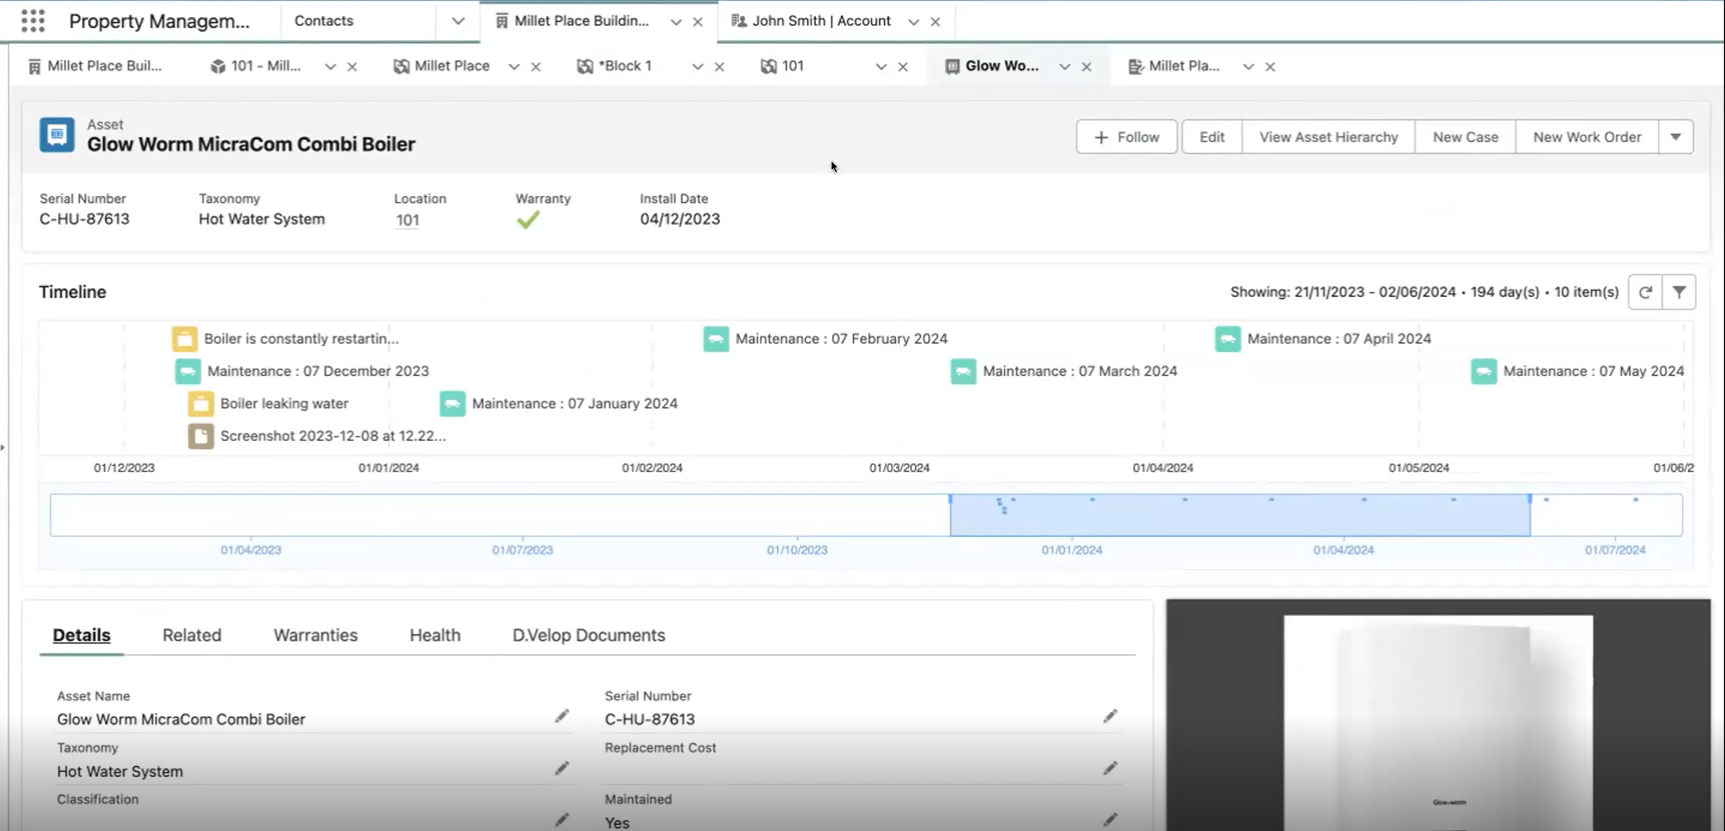 Property Managem...
Contacts
Millet Place Buildin...
John Smith | Account
Millet Place Buil...
101 - Mill...
Millet Place
*Block 1
101
Glow Wo...
Millet Pla...
Asset
Glow Worm MicraCom Combi Boiler
Follow
Edit
View Asset Hierarchy
New Case
New Work Order
Serial Number
C-HU-87613
Taxonomy
Hot Water System
Location
101
Warranty
Install Date
04/12/2023
Timeline
Showing: 21/11/2023 - 02/06/2024 • 194 day(s) • 10 item(s)
Boiler is constantly restartin...
Maintenance : 07 February 2024
Maintenance : 07 April 2024
Maintenance : 07 December 2023
Maintenance : 07 March 2024
Maintenance : 07 May 2024
Boiler leaking water
Maintenance : 07 January 2024
Screenshot 2023-12-08 at 12.22...
01/12/2023
01/01/2024
01/02/2024
01/03/2024
01/04/2024
01/05/2024
01/06/2
01/04/2023
01/07/2023
01/10/2023
01/01/2024
01/04/2024
01/07/2024
Details
Related
Warranties
Health
D.Velop Documents
Asset Name
Glow Worm MicraCom Combi Boiler
Serial Number
C-HU-87613
Taxonomy
Hot Water System
Replacement Cost
Classification
Maintained
Yes
Glow-worm